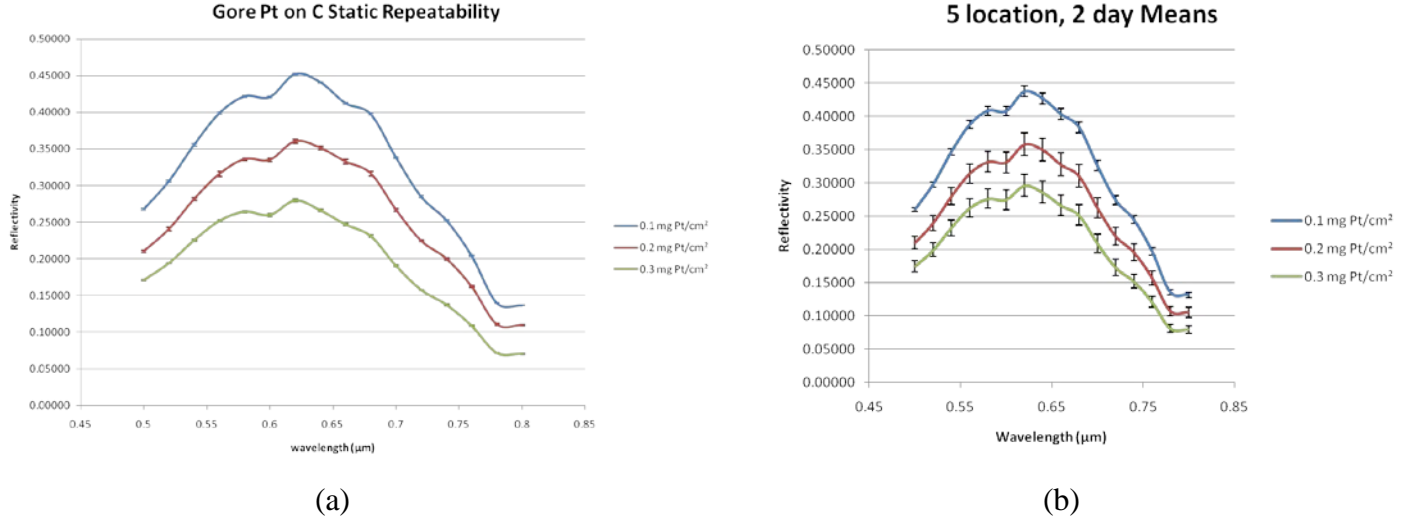 Gore Pt on C Static Repeatability
0.50000
0.45000
0.40000
0.35000
0.30000
0.25000
0.20000
0.15000
0.10000
0.05000
0.00000
Reflectivity
0.45 0.5 0.55 0.6 0.65 0.7 0.75 0.8 0.85
wavelength (µm)
0.1 mg Pt/cm²
0.2 mg Pt/cm²
0.3 mg Pt/cm²
(a)
5 location, 2 day Means
0.50000
0.45000
0.40000
0.35000
0.30000
0.25000
0.20000
0.15000
0.10000
0.05000
0.00000
Reflectivity
0.45 0.55 0.65 0.75 0.85
Wavelength (µm)
0.1 mg Pt/cm²
0.2 mg Pt/cm²
0.3 mg Pt/cm²
(b)